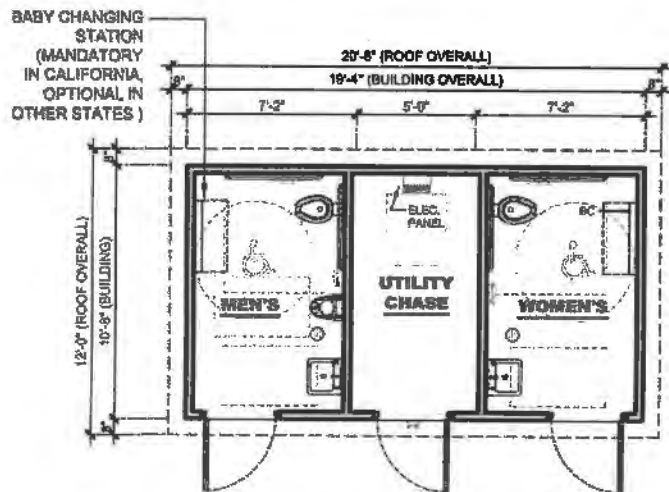 BABY CHANGING
STATION
(MANDATORY
IN CALIFORNIA,
OPTIONAL IN
OTHER STATES )
20'-8" (ROOF OVERALL)
19'-4" (BUILDING OVERALL)
8"
8"
7'-2"
5'-0"
7'-2"
8"
12'-0" (ROOF OVERALL)
10'-8" (BUILDING)
8"
ELEC.
PANEL
BC
MEN'S
UTILITY
CHASE
WOMEN'S